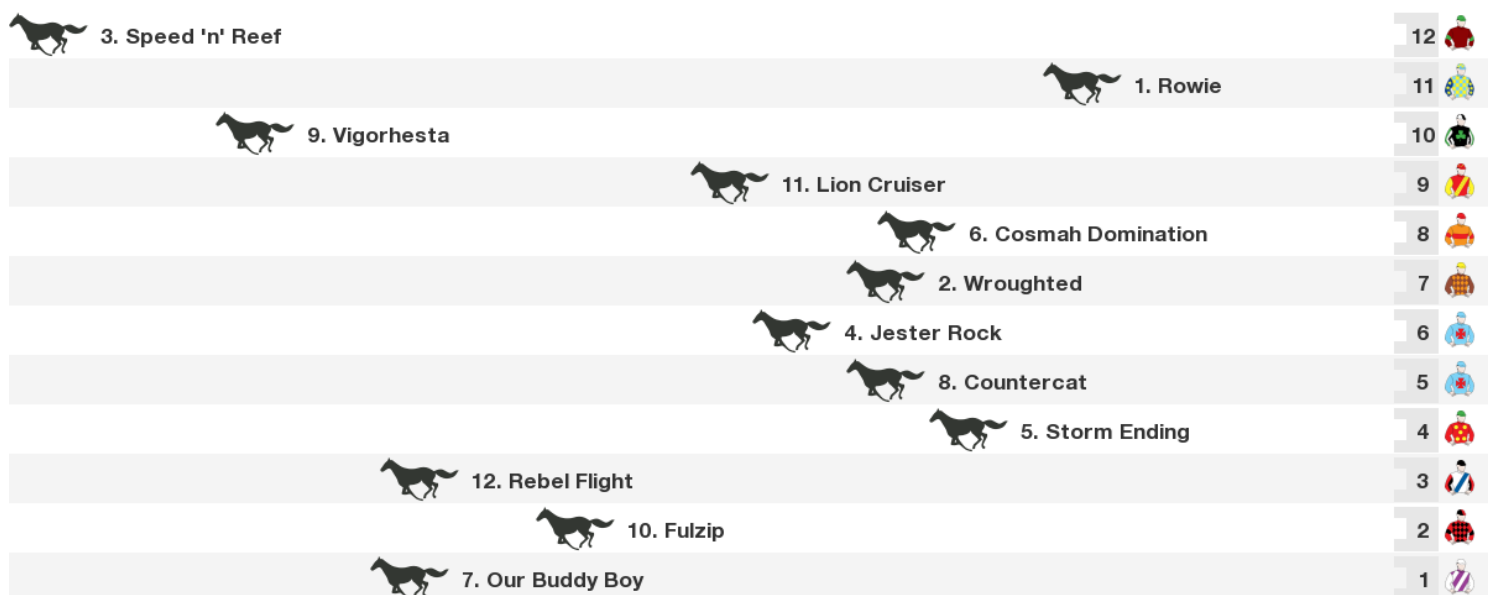 3. Speed 'n' Reef 12
1. Rowie 11
9. Vigorhesta 10
11. Lion Cruiser 9
6. Cosmah Domination 8
2. Wroughted 7
4. Jester Rock 6
8. Countercat 5
5. Storm Ending 4
12. Rebel Flight 3
10. Fulzip 2
7. Our Buddy Boy 1